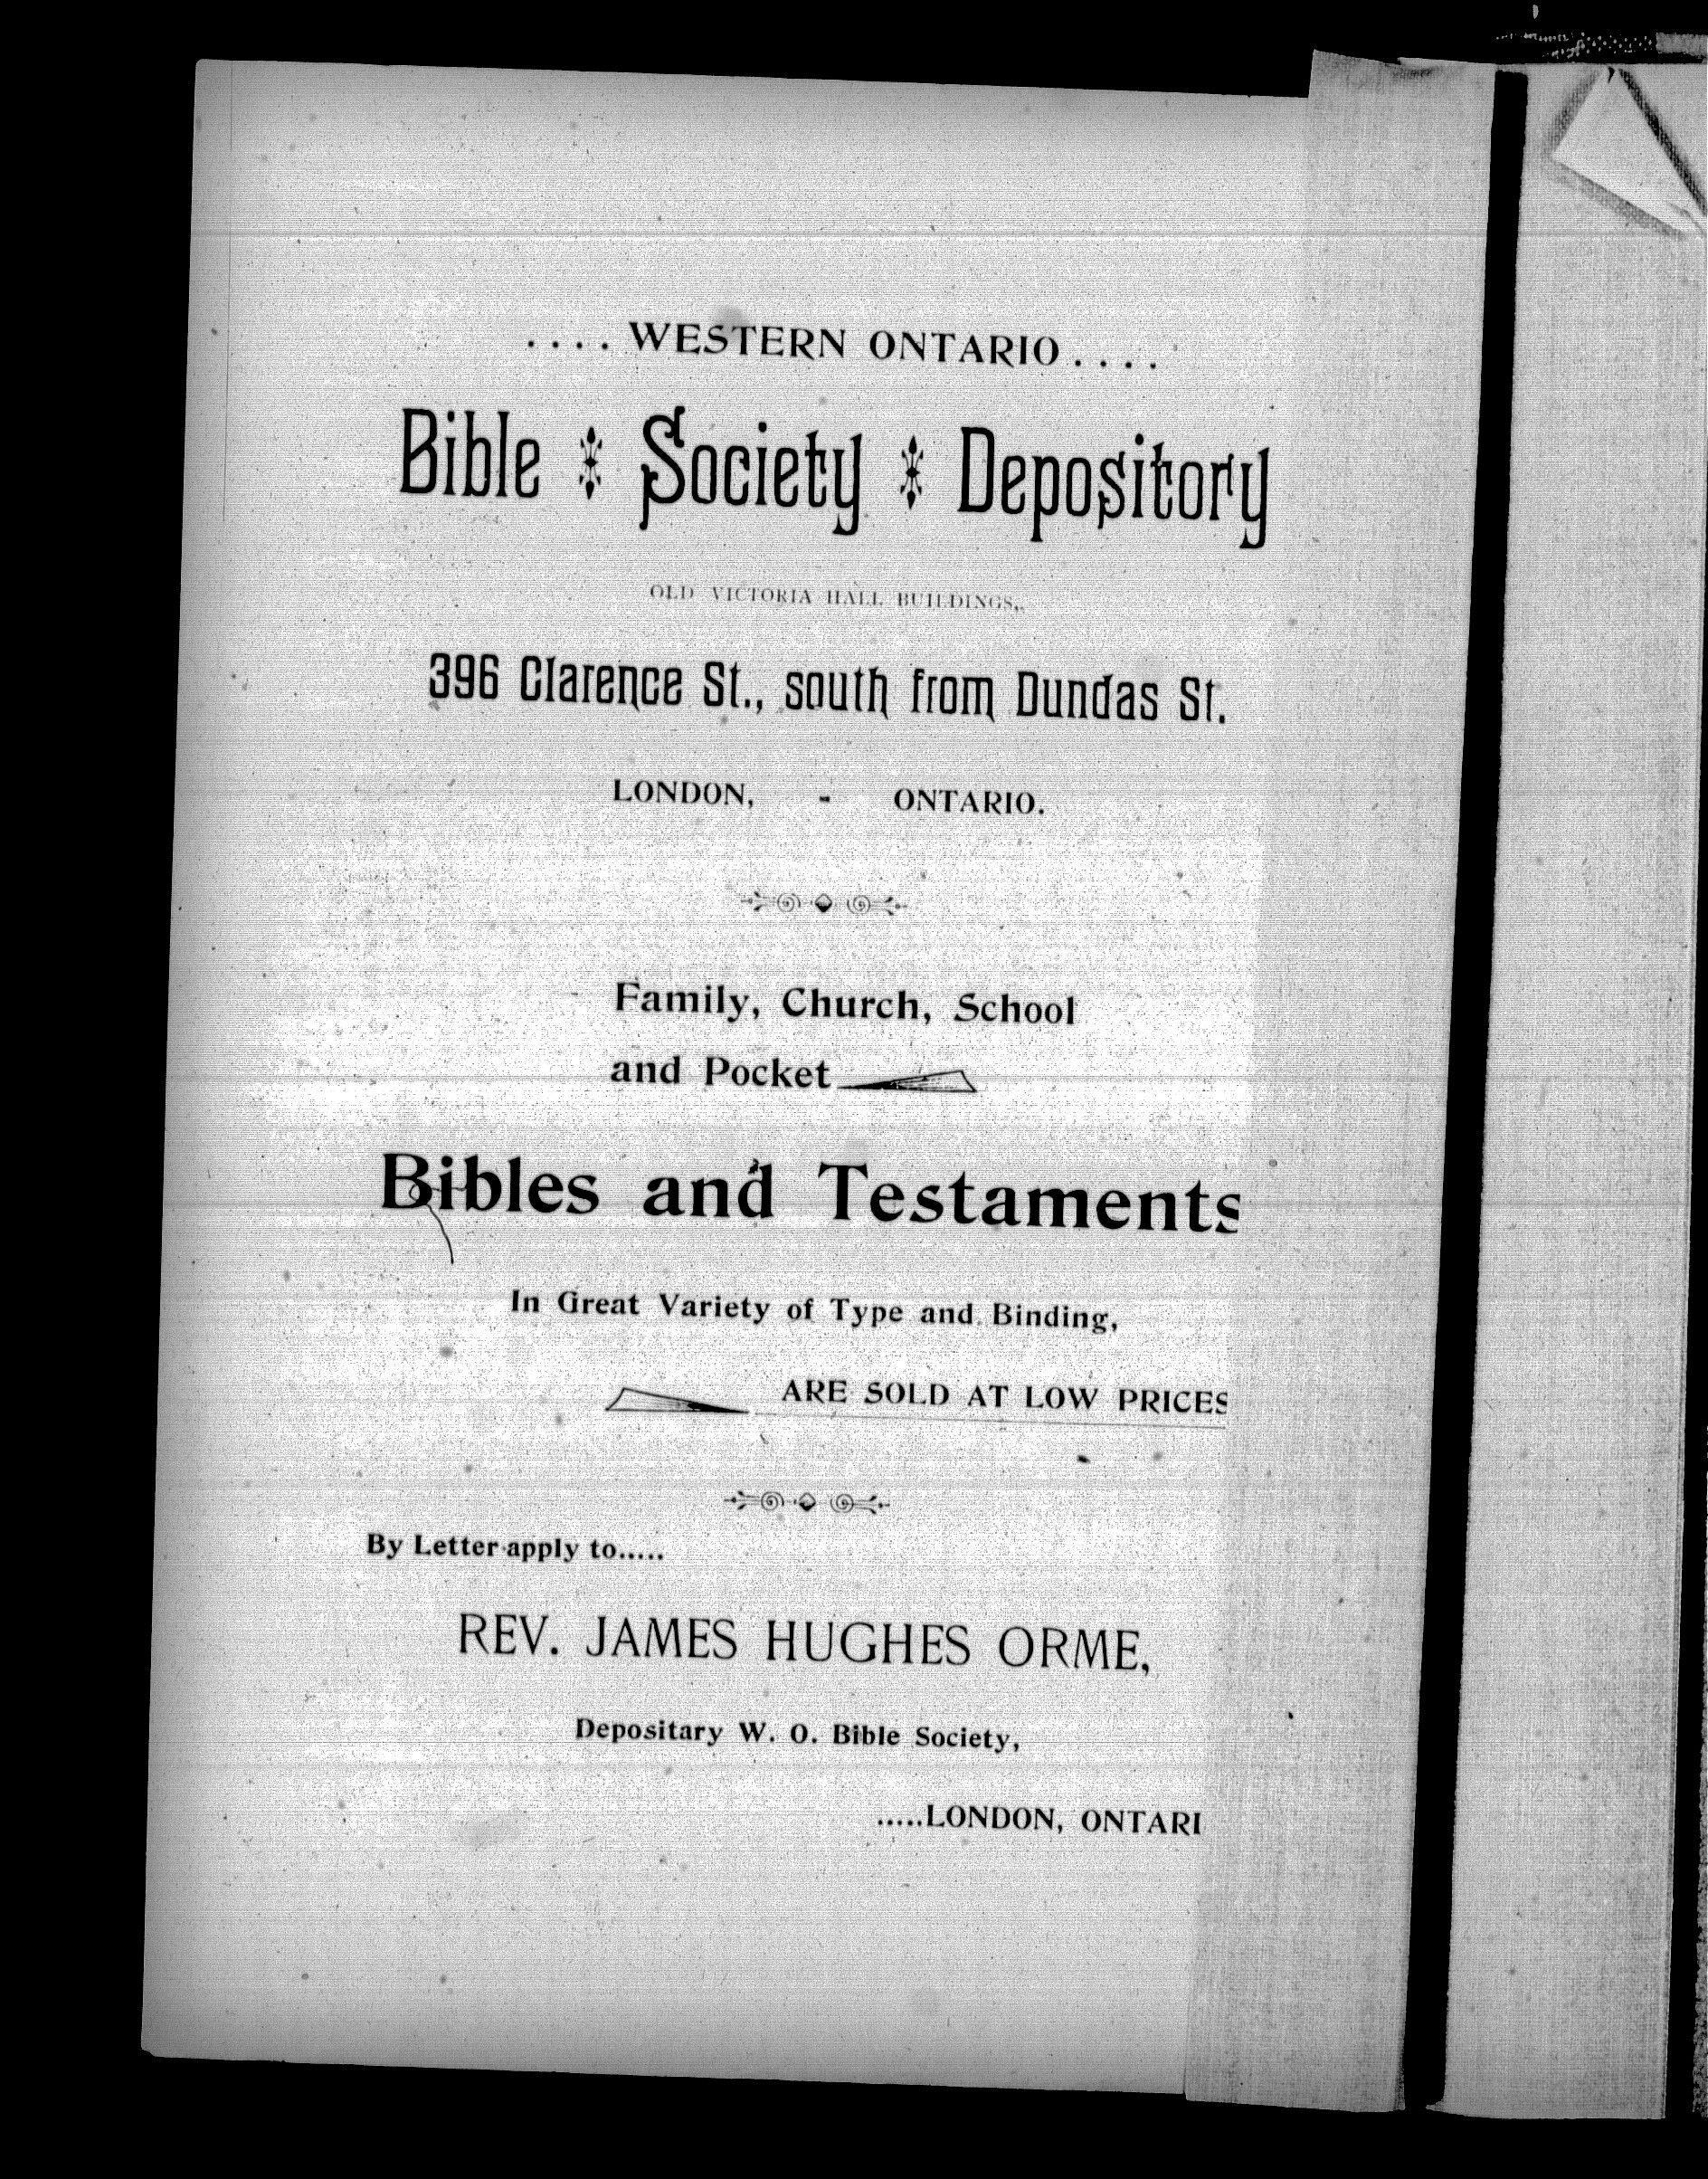 .... WESTERN ONTARIO ....
Bible Society Depository
OLD VICTORIA HALL BUILDINGS,
396 Clarence St., south from Dundas St.
LONDON, - ONTARIO.
Family, Church, School
and Pocket
Bibles and Testaments
In Great Variety of Type and Binding,
ARE SOLD AT LOW PRICES
By Letter apply to.....
REV. JAMES HUGHES ORME,
Depositary W. O. Bible Society,
.....LONDON, ONTARI